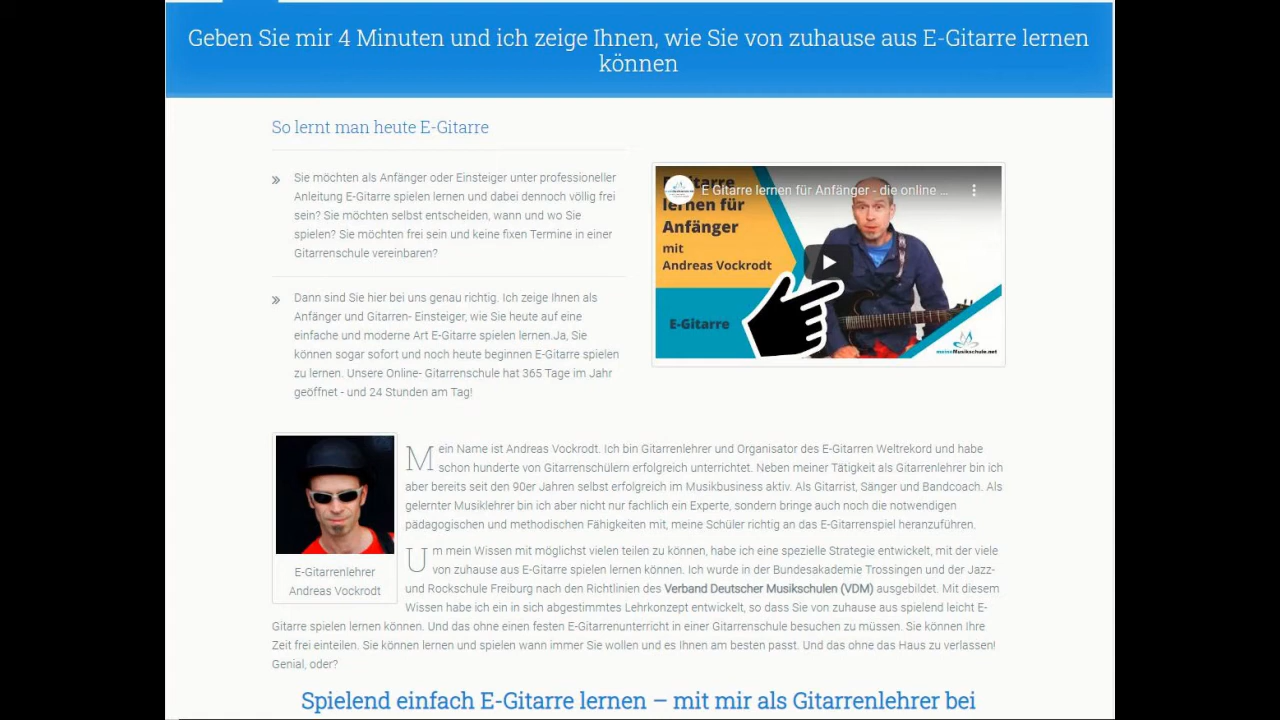 Geben Sie mir 4 Minuten und ich zeige Ihnen, wie Sie von zuhause aus E-Gitarre lernen
können
So lernt man heute E-Gitarre
Sie möchten als Anfänger oder Einsteiger unter professioneller
Anleitung E-Gitarre spielen lernen und dabei dennoch völlig frei
sein? Sie möchten selbst entscheiden, wann und wo Sie
spielen? Sie möchten frei sein und keine fixen Termine in einer
Gitarrenschule vereinbaren?
Dann sind Sie hier bei uns genau richtig. Ich zeige Ihnen als
Anfänger und Gitarren- Einsteiger, wie Sie heute auf eine
einfache und moderne Art E-Gitarre spielen lernen.Ja, Sie
können sogar sofort und noch heute beginnen E-Gitarre spielen
zu lernen. Unsere Online- Gitarrenschule hat 365 Tage im Jahr
geöffnet - und 24 Stunden am Tag!
E Gitarre lernen für Anfänger - die online ...
E-Gitarre
lernen für
Anfänger
mit
Andreas Vockrodt
E-Gitarre
meineMusikschule.net
E-Gitarrenlehrer
Andreas Vockrodt
Mein Name ist Andreas Vockrodt. Ich bin Gitarrenlehrer und Organisator des E-Gitarren Weltrekord und habe
schon hunderte von Gitarrenschülern erfolgreich unterrichtet. Neben meiner Tätigkeit als Gitarrenlehrer bin ich
aber bereits seit den 90er Jahren selbst erfolgreich im Musikbusiness aktiv. Als Gitarrist, Sänger und Bandcoach. Als
gelernter Musiklehrer bin ich aber nicht nur fachlich ein Experte, sondern bringe auch noch die notwendigen
pädagogischen und methodischen Fähigkeiten mit, meine Schüler richtig an das E-Gitarrenspiel heranzuführen.
Um mein Wissen mit möglichst vielen teilen zu können, habe ich eine spezielle Strategie entwickelt, mit der viele
von zuhause aus E-Gitarre spielen lernen können. Ich wurde in der Bundesakademie Trossingen und der Jazz-
und Rockschule Freiburg nach den Richtlinien des Verband Deutscher Musikschulen (VDM) ausgebildet. Mit diesem
Wissen habe ich ein in sich abgestimmtes Lehrkonzept entwickelt, so dass Sie von zuhause aus spielend leicht E-
Gitarre spielen lernen können. Und das ohne einen festen E-Gitarrenunterricht in einer Gitarrenschule besuchen zu müssen. Sie können Ihre
Zeit frei einteilen. Sie können lernen und spielen wann immer Sie wollen und es Ihnen am besten passt. Und das ohne das Haus zu verlassen!
Genial, oder?
Spielend einfach E-Gitarre lernen – mit mir als Gitarrenlehrer bei